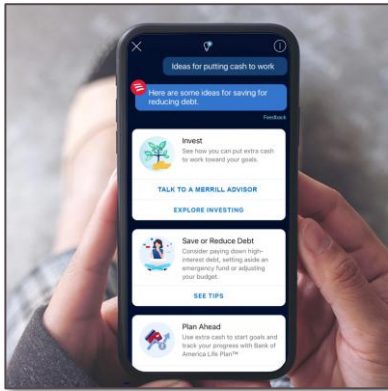 Ideas for putting cash to work
Here are some ideas for saving for
reducing debt.
Feedback
Invest
See how you can put extra cash
to work toward your goals.
TALK TO A MERRILL ADVISOR
EXPLORE INVESTING
Save or Reduce Debt
Consider paying down high-
interest debt, setting aside an
emergency fund or adjusting
your budget.
SEE TIPS
Plan Ahead
Use extra cash to start goals and
track your progress with Bank of
America Life Plan™